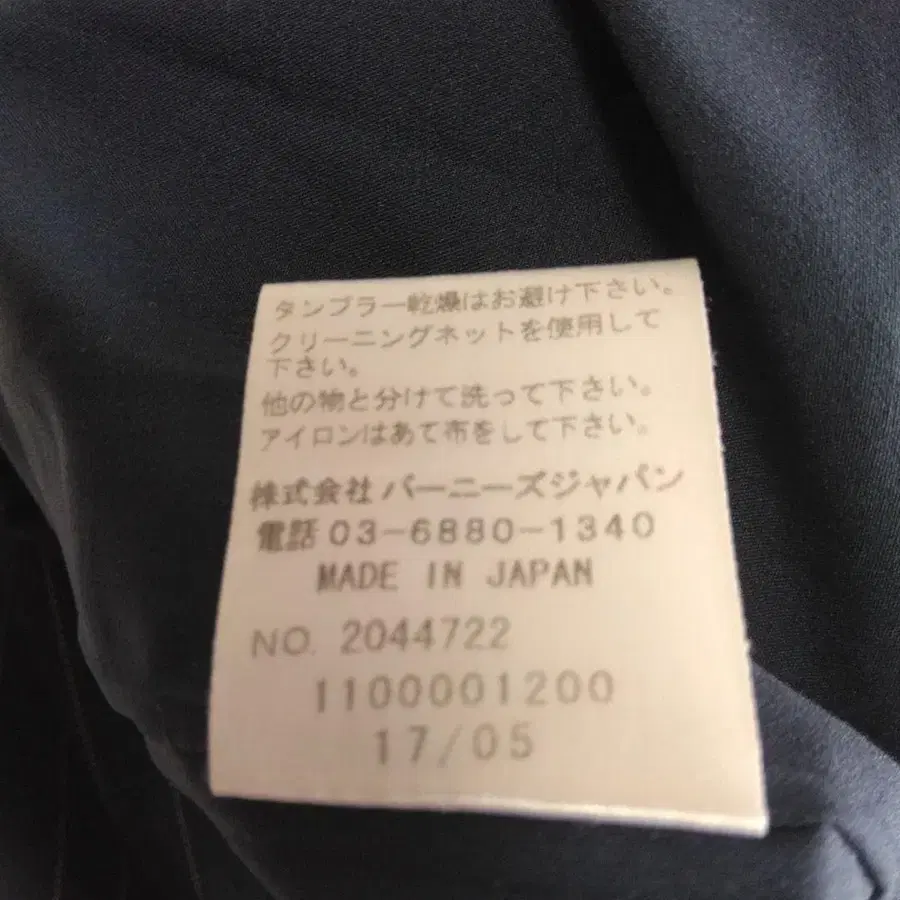 タンブラー乾燥はお避け下さい。
クリーニングネットを使用して
下さい。
他の物と分けて洗って下さい。
アイロンはあて布をして下さい。
株式会社 バーニーズジャパン
電話 03-6880-1340
MADE IN JAPAN
NO. 2044722
1100001200
17/05